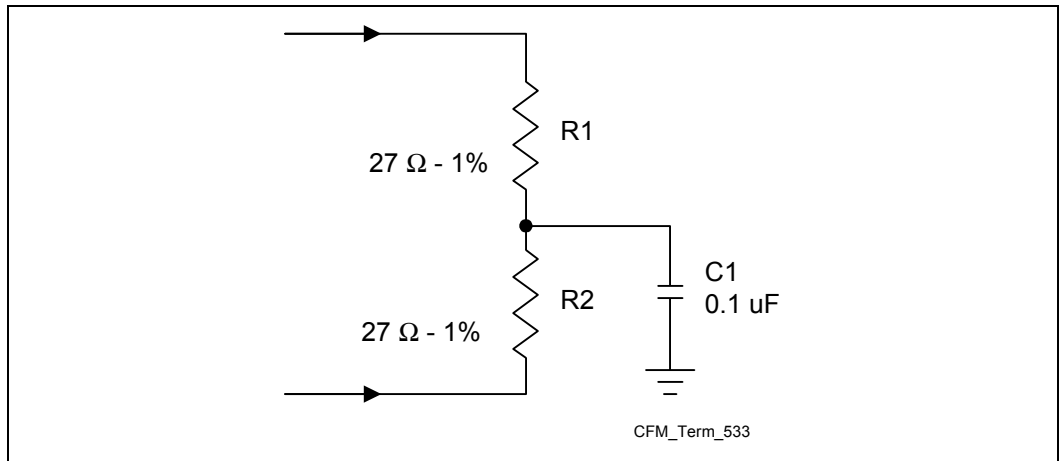 R1
27 Ω - 1%
R2
C1
0.1 uF
27 Ω - 1%
CFM_Term_533